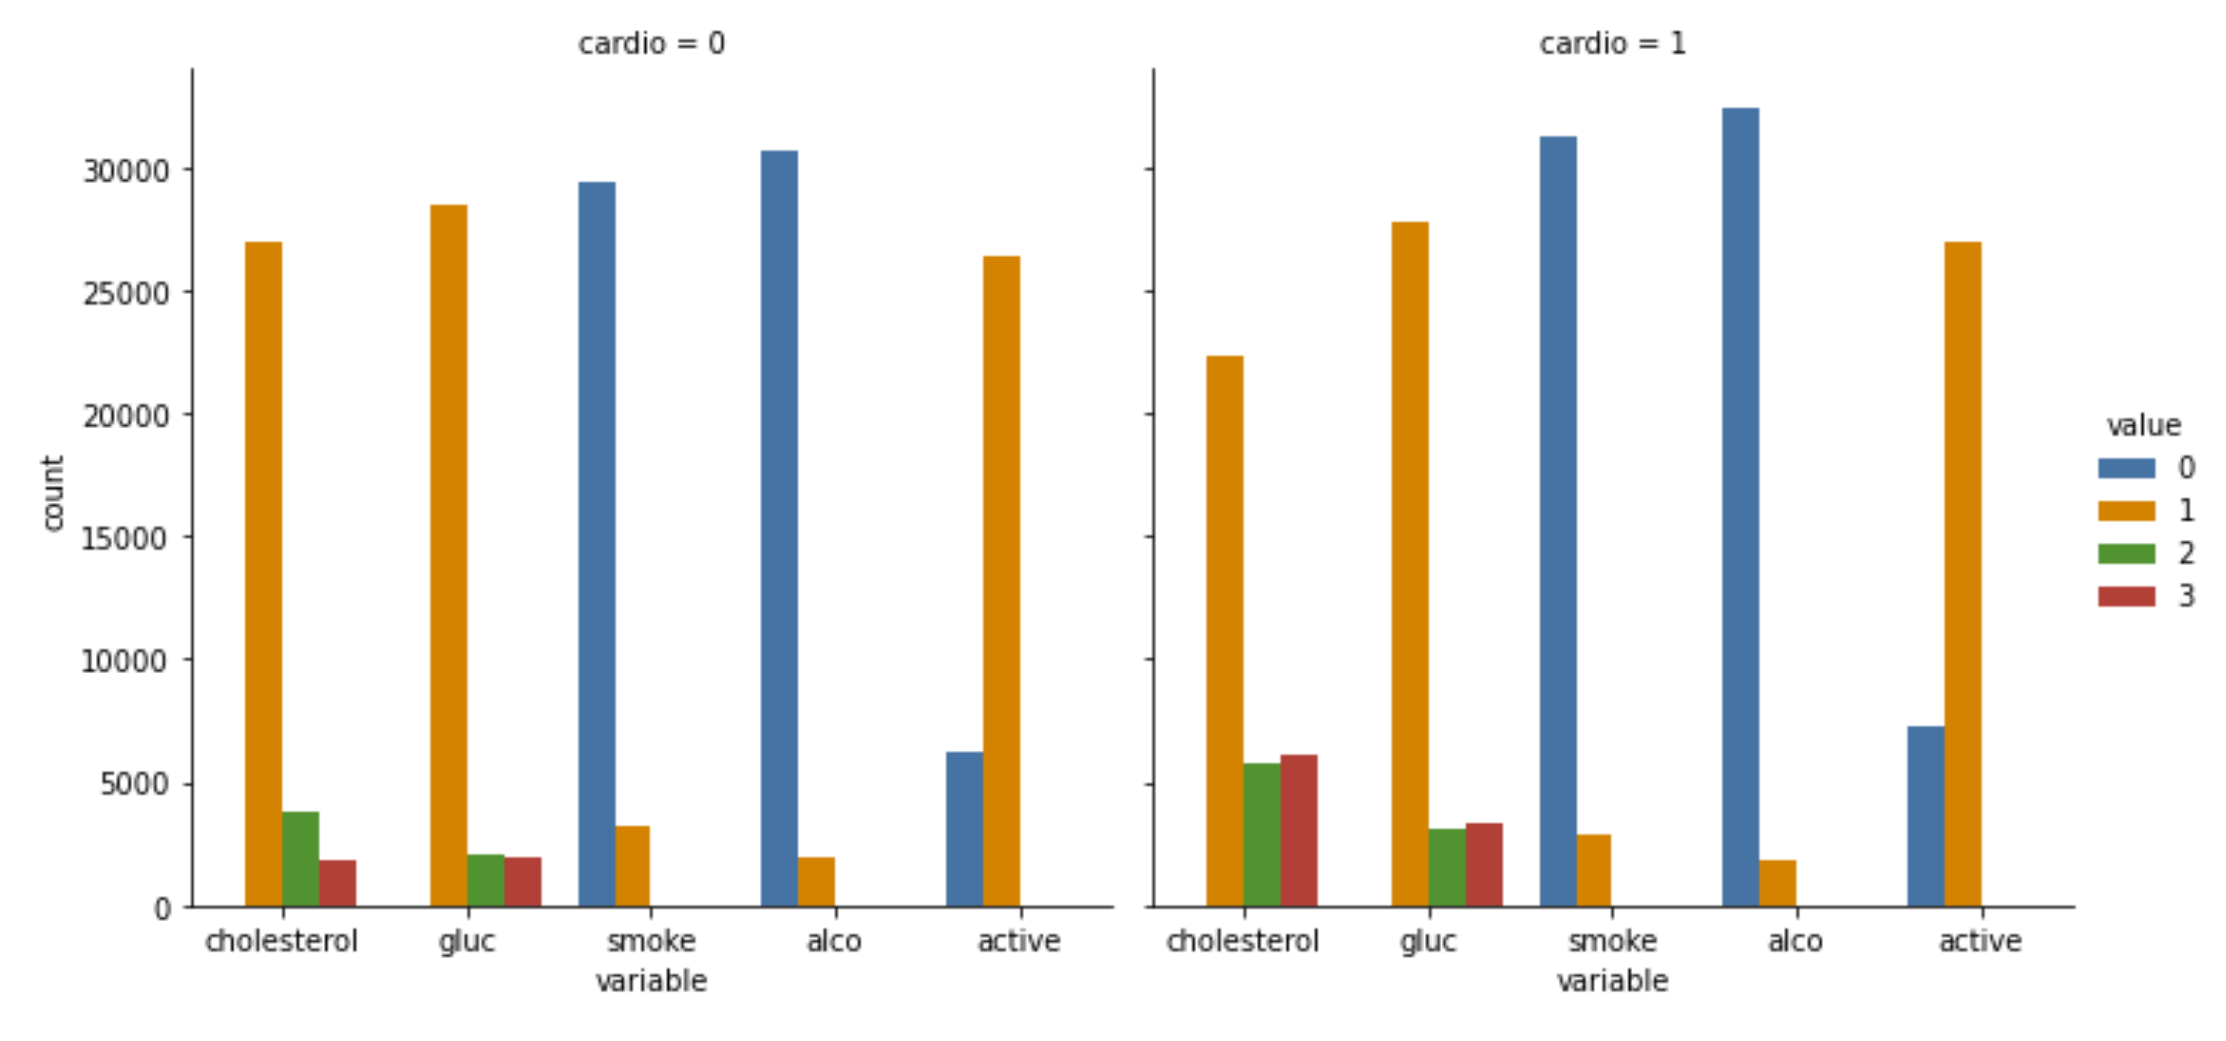 cardio = 0
cardio = 1
30000
25000
20000
15000
10000
5000
0
count
cholesterol gluc smoke alco active
variable
cholesterol gluc smoke alco active
variable
value
0
1
2
3